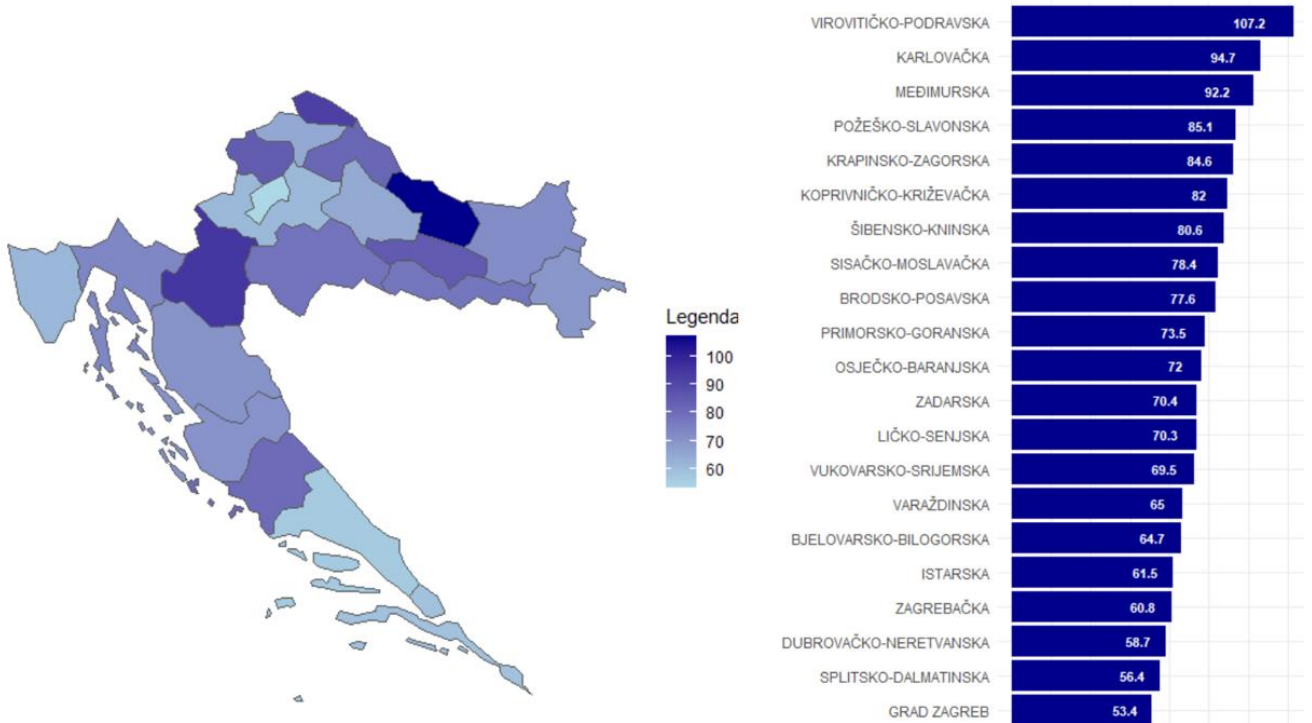 Legenda
100
90
80
70
60
VIROVITIČKO-PODRAVSKA 107.2
KARLOVAČKA 94.7
MEĐIMURSKA 92.2
POŽEŠKO-SLAVONSKA 85.1
KRAPINSKO-ZAGORSKA 84.6
KOPRIVNIČKO-KRIŽEVAČKA 82
ŠIBENSKO-KNINSKA 80.6
SISAČKO-MOSLAVAČKA 78.4
BRODSKO-POSAVSKA 77.6
PRIMORSKO-GORANSKA 73.5
OSJEČKO-BARANJSKA 72
ZADARSKA 70.4
LIČKO-SENJSKA 70.3
VUKOVARSKO-SRIJEMSKA 69.5
VARAŽDINSKA 65
BJELOVARSKO-BILOGORSKA 64.7
ISTARSKA 61.5
ZAGREBAČKA 60.8
DUBROVAČKO-NERETVANSKA 58.7
SPLITSKO-DALMATINSKA 56.4
GRAD ZAGREB 53.4